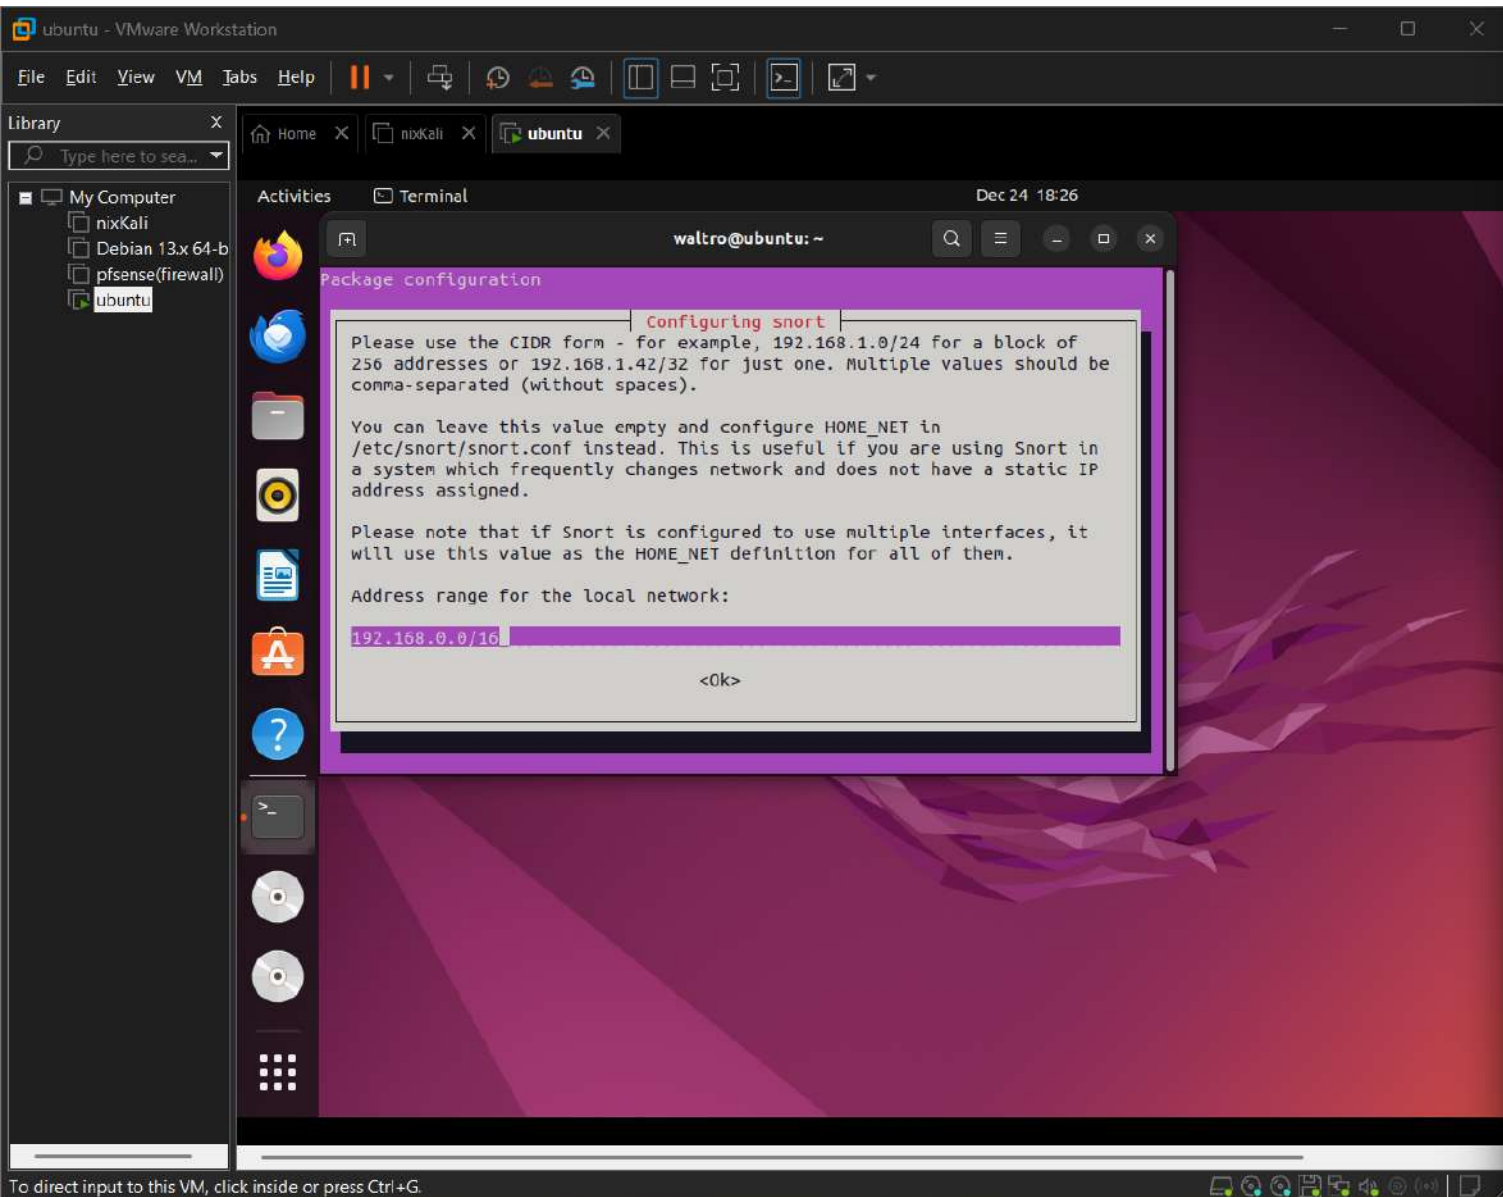 ubuntu - VMware Workstation
File Edit View VM Tabs Help
Library X
Type here to sea...
Home X nixKali X ubuntu X
My Computer
nixKali
Debian 13.x 64-b
pfsense(firewall)
ubuntu
Activities Terminal Dec 24 18:26
waltro@ubuntu: ~
Package configuration
Configuring snort
Please use the CIDR form - for example, 192.168.1.0/24 for a block of
256 addresses or 192.168.1.42/32 for just one. Multiple values should be
comma-separated (without spaces).
You can leave this value empty and configure HOME_NET in
/etc/snort/snort.conf instead. This is useful if you are using Snort in
a system which frequently changes network and does not have a static IP
address assigned.
Please note that if Snort is configured to use multiple interfaces, it
will use this value as the HOME_NET definition for all of them.
Address range for the local network:
192.168.0.0/16
<Ok>
To direct input to this VM, click inside or press Ctrl+G.